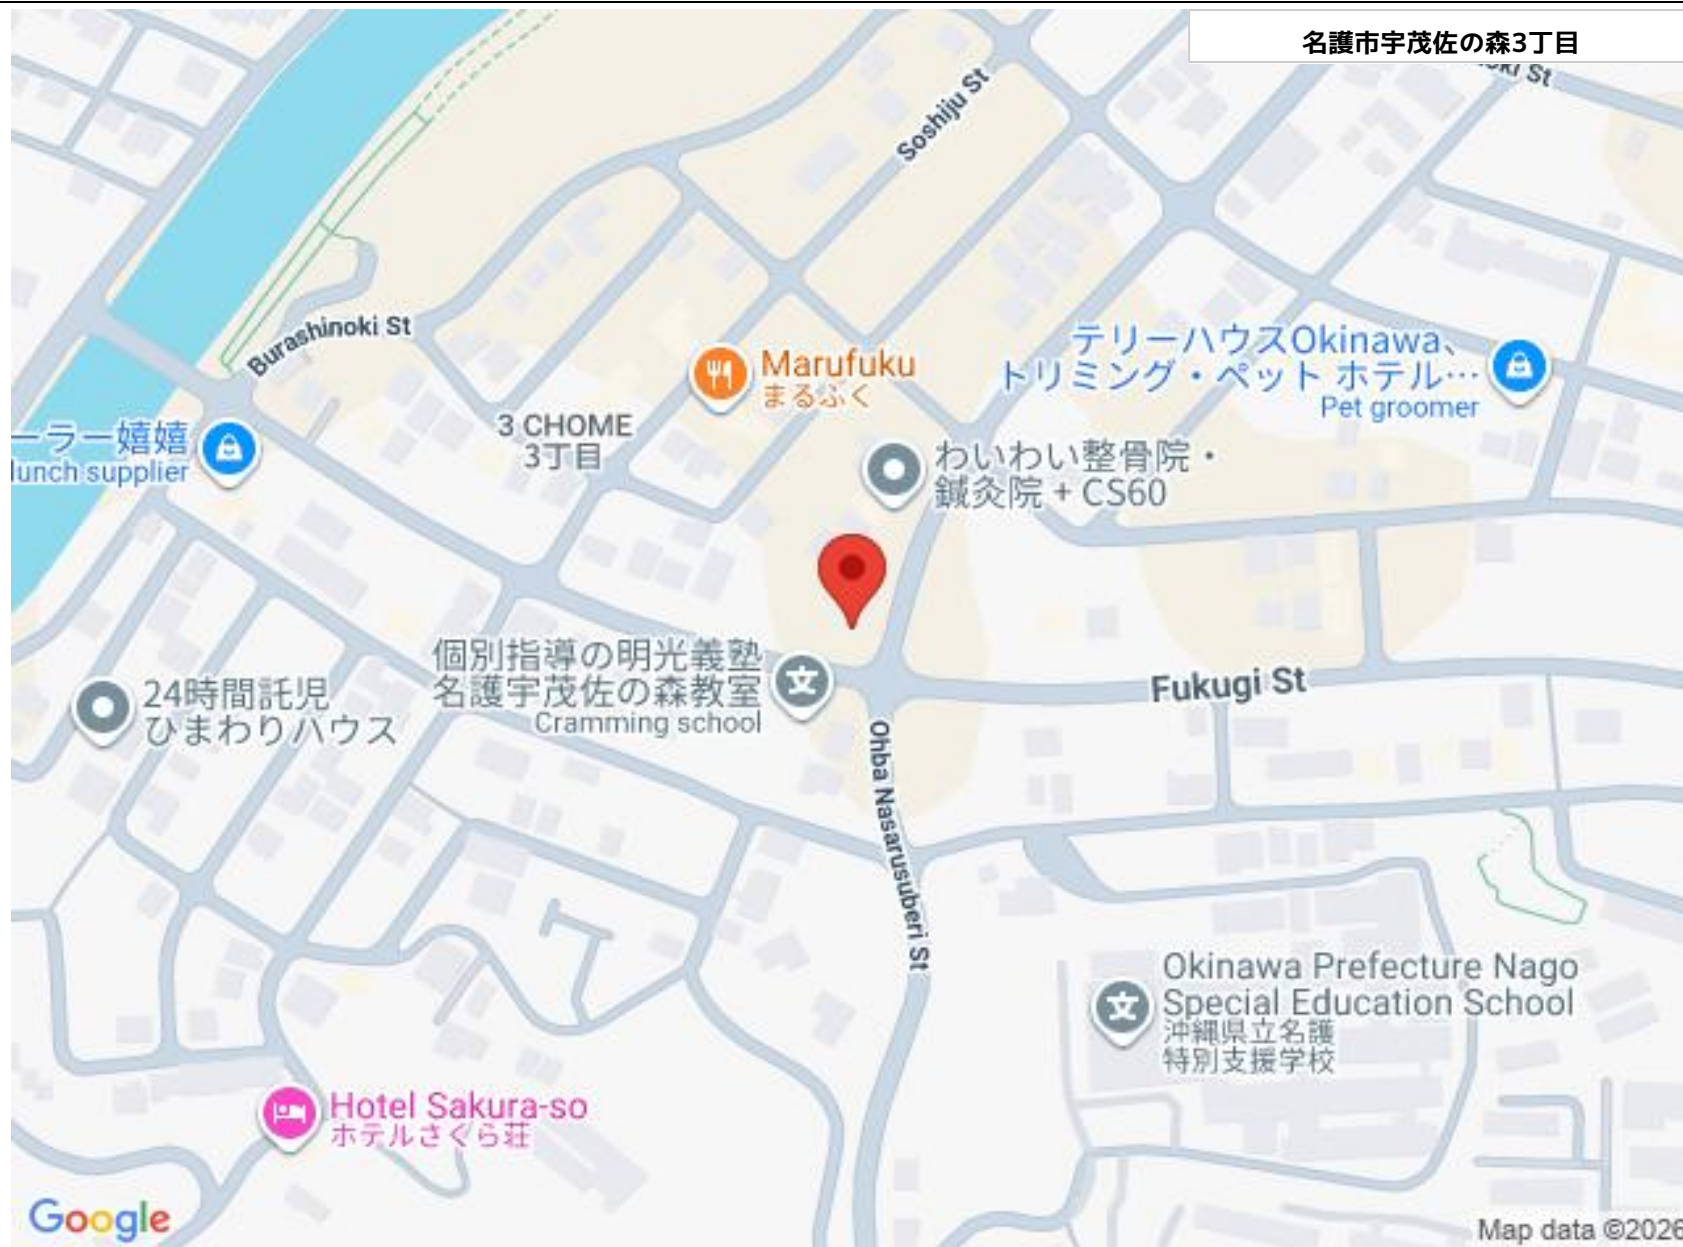 名護市宇茂佐の森3丁目
Soshiju St
Burashinoki St
Marufuku
まるふく
テリーハウスOkinawa、
トリミング・ペット ホテル…
Pet groomer
3 CHOME
3丁目
ーラー嬉嬉
lunch supplier
わいわい整骨院・
鍼灸院 + CS60
個別指導の明光義塾
名護宇茂佐の森教室
Cramming school
24時間託児
ひまわりハウス
Fukugi St
Ohba Nasarusuberi St
Okinawa Prefecture Nago
Special Education School
沖縄県立名護
特別支援学校
Hotel Sakura-so
ホテルさくら荘
Google
Map data ©2026